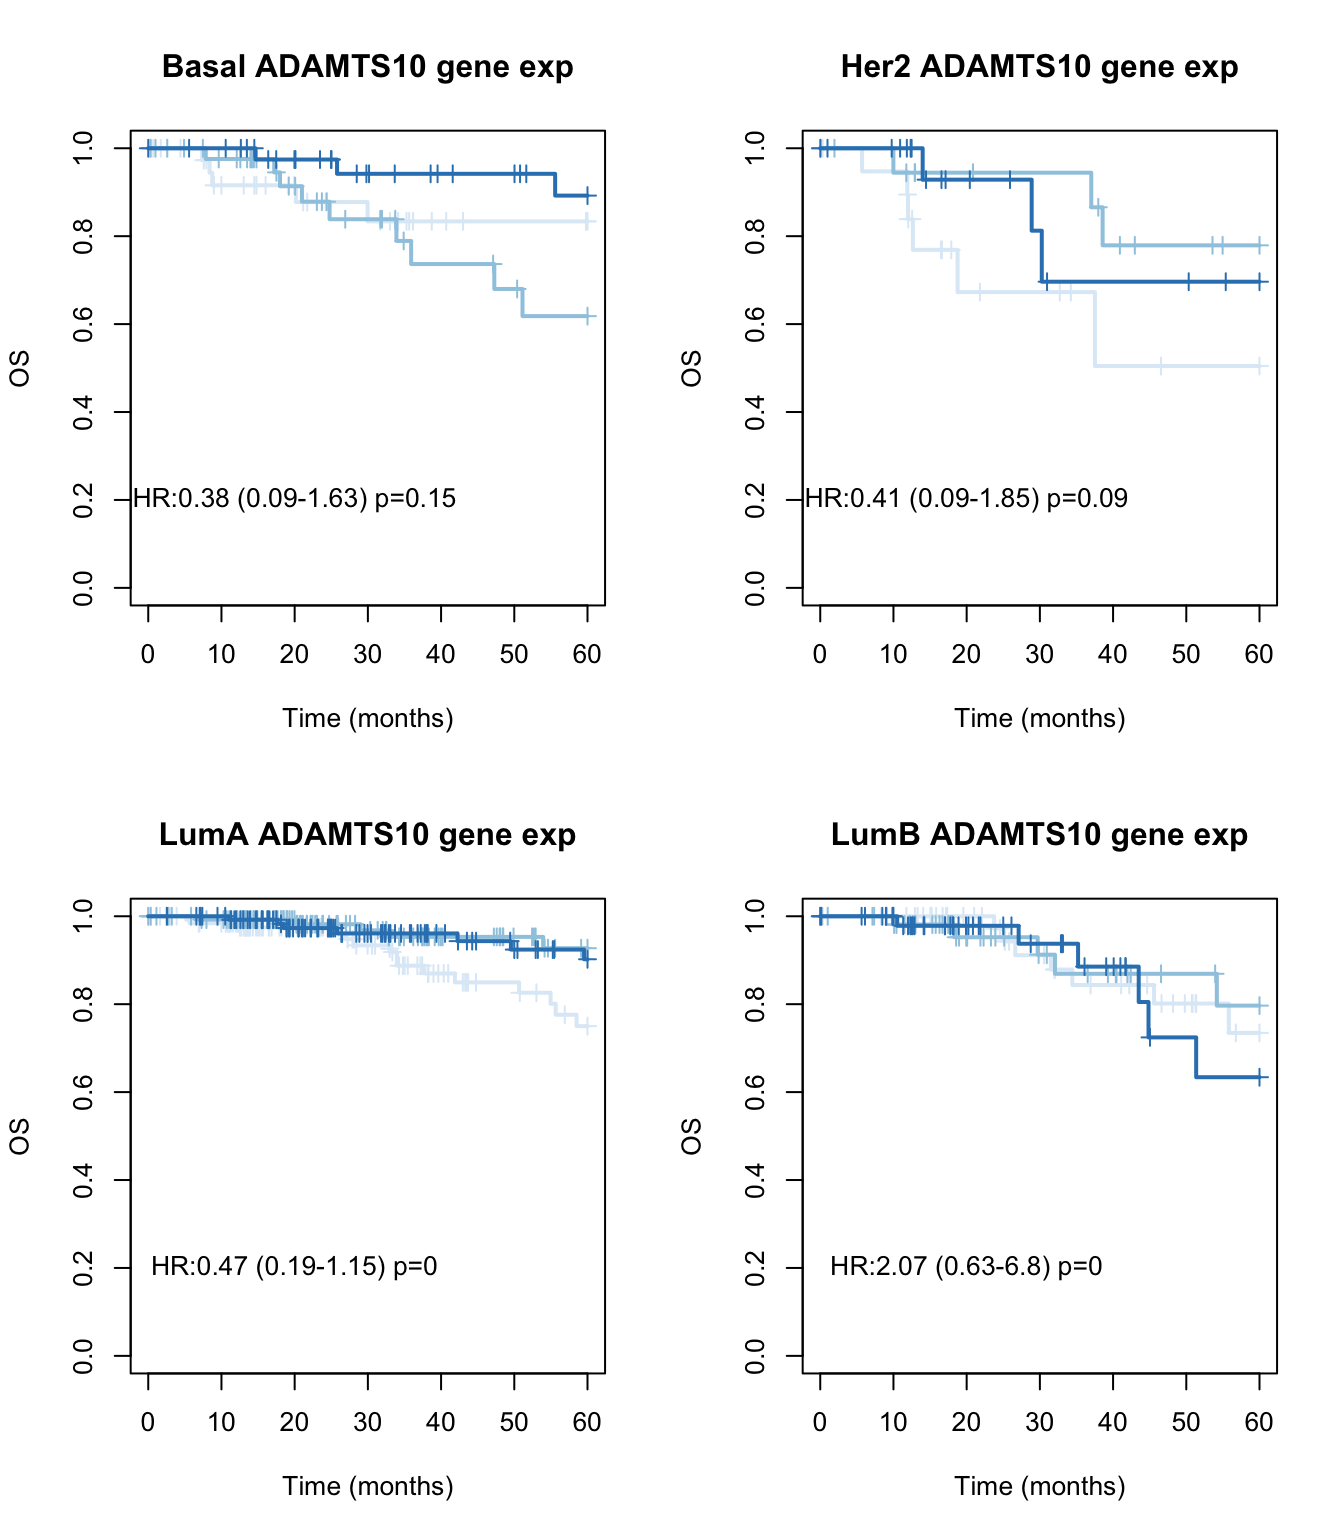 Basal ADAMTS10 gene exp
OS
1.0
0.8
0.6
0.4
0.2
0.0
HR:0.38 (0.09-1.63) p=0.15
0 10 20 30 40 50 60
Time (months)
Her2 ADAMTS10 gene exp
OS
1.0
0.8
0.6
0.4
0.2
0.0
HR:0.41 (0.09-1.85) p=0.09
0 10 20 30 40 50 60
Time (months)
LumA ADAMTS10 gene exp
OS
1.0
0.8
0.6
0.4
0.2
0.0
HR:0.47 (0.19-1.15) p=0
0 10 20 30 40 50 60
Time (months)
LumB ADAMTS10 gene exp
OS
1.0
0.8
0.6
0.4
0.2
0.0
HR:2.07 (0.63-6.8) p=0
0 10 20 30 40 50 60
Time (months)